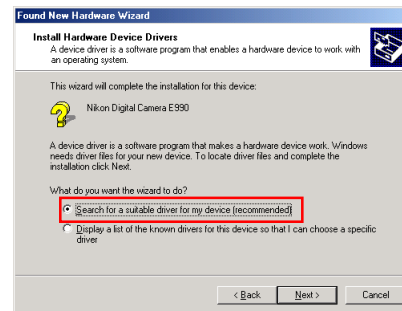 Found New Hardware Wizard
Install Hardware Device Drivers
A device driver is a software program that enables a hardware device to work with
an operating system.
This wizard will complete the installation for this device:
Nikon Digital Camera E990
A device driver is a software program that makes a hardware device work. Windows
needs driver files for your new device. To locate driver files and complete the
installation click Next.
What do you want the wizard to do?
Search for a suitable driver for my device (recommended)
Display a list of the known drivers for this device so that I can choose a specific
driver
< Back Next > Cancel